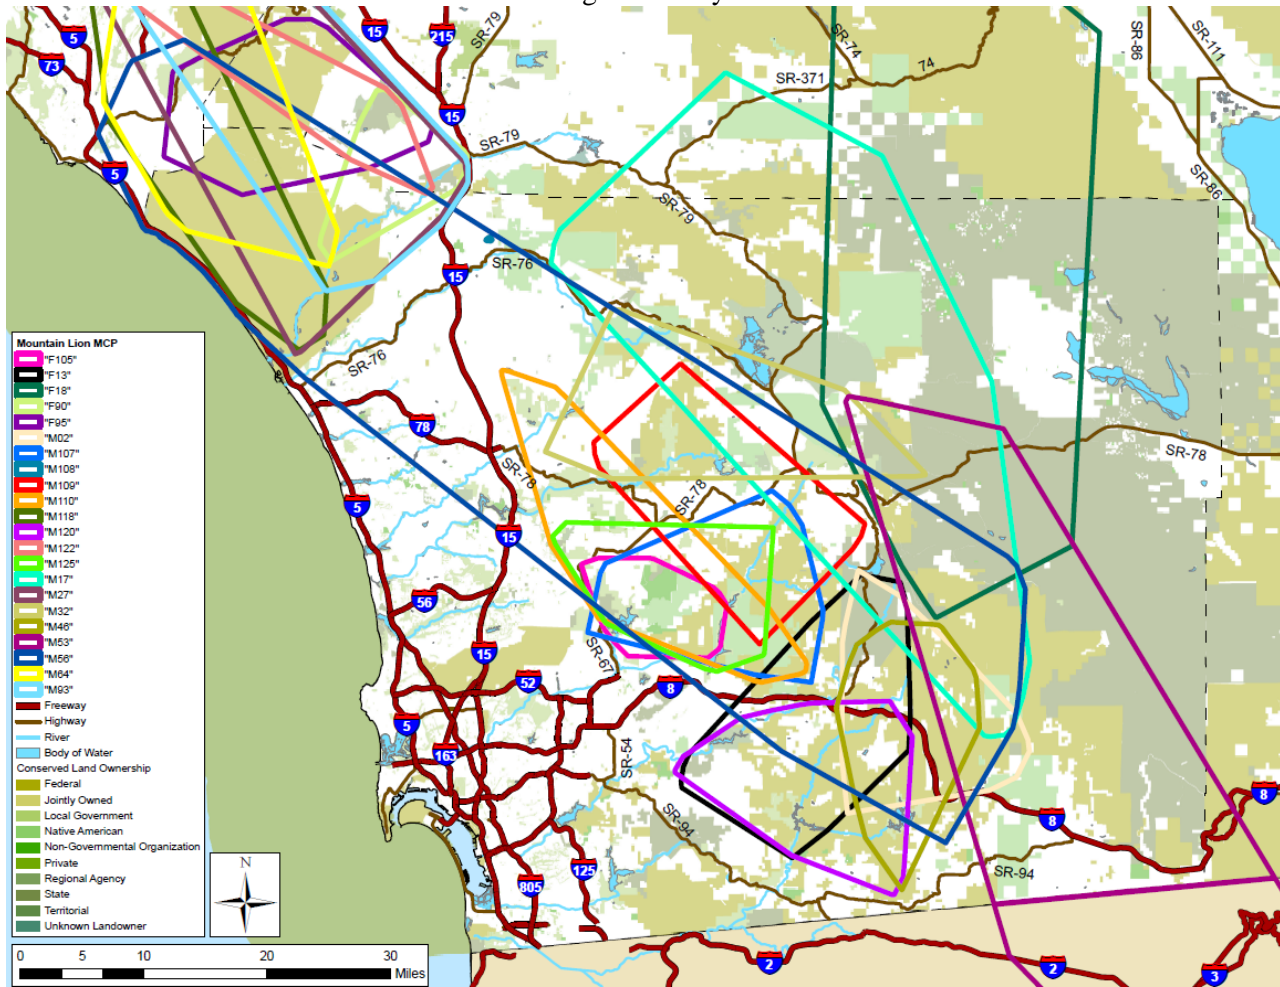 5
15
215
SR-79
SR-74
74
SR-86
SR-111
73
SR-371
15
SR-79
5
SR-86
SR-79
SR-76
15
SR-76
78
SR-78
SR-78
SR-78
5
15
56
15
SR-67
52
8
5
163
SR-54
SR-94
8
8
SR-94
805
125
2
2
3
Mountain Lion MCP
"F105"
"F13"
"F18"
"F90"
"F95"
"M02"
"M107"
"M108"
"M109"
"M110"
"M118"
"M120"
"M122"
"M125"
"M17"
"M27"
"M32"
"M46"
"M53"
"M56"
"M64"
"M93"
Freeway
Highway
River
Body of Water
Conserved Land Ownership
Federal
Jointly Owned
Local Government
Native American
Non-Governmental Organization
Private
Regional Agency
State
Territorial
Unknown Landowner
N
0 5 10 20 30
Miles